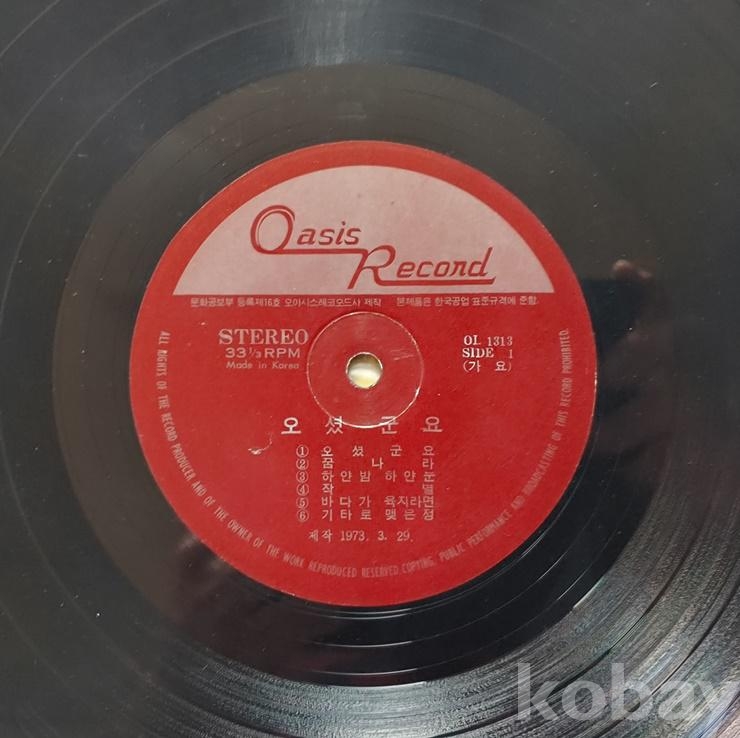 Oasis
Record
문화공보부 등록제16호 오아시스레코오드사 제작 본제품은 한국공업 표준규격에 준함.
STEREO
33 1/3 RPM
Made in Korea
OL 1313
SIDE 1
(가 요)
오 셨 군 요
① 오 셨 군 요
② 꿈 나 라
③ 하얀밤 하얀눈
④ 작 별
⑤ 바다가 육지라면
⑥ 기타로 맺은정
제작 1973. 3. 29.
ALL RIGHTS OF THE RECORD PRODUCER AND OF THE OWNER OF THE WORK REPRODUCED RESERVED. COPYING, PUBLIC PERFORMANCE AND BROADCASTING OF THIS RECORD PROHIBITED.
kobay